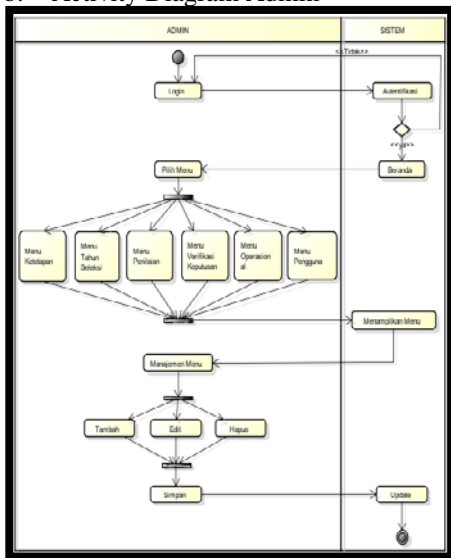 Activity Diagram Admin
ADMIN
SISTEM
<<Tidak>>
Login
Autentifikasi
Pilih Menu
Beranda
Menu
Ketetapan
Menu
Tahun
Seleksi
Menu
Penilaian
Menu
Verifikasi
Keputusan
Menu
Operasion
al
Menu
Pengguna
Menampilkan Menu
Manajemen Menu
Tambah
Edit
Hapus
Simpan
Update